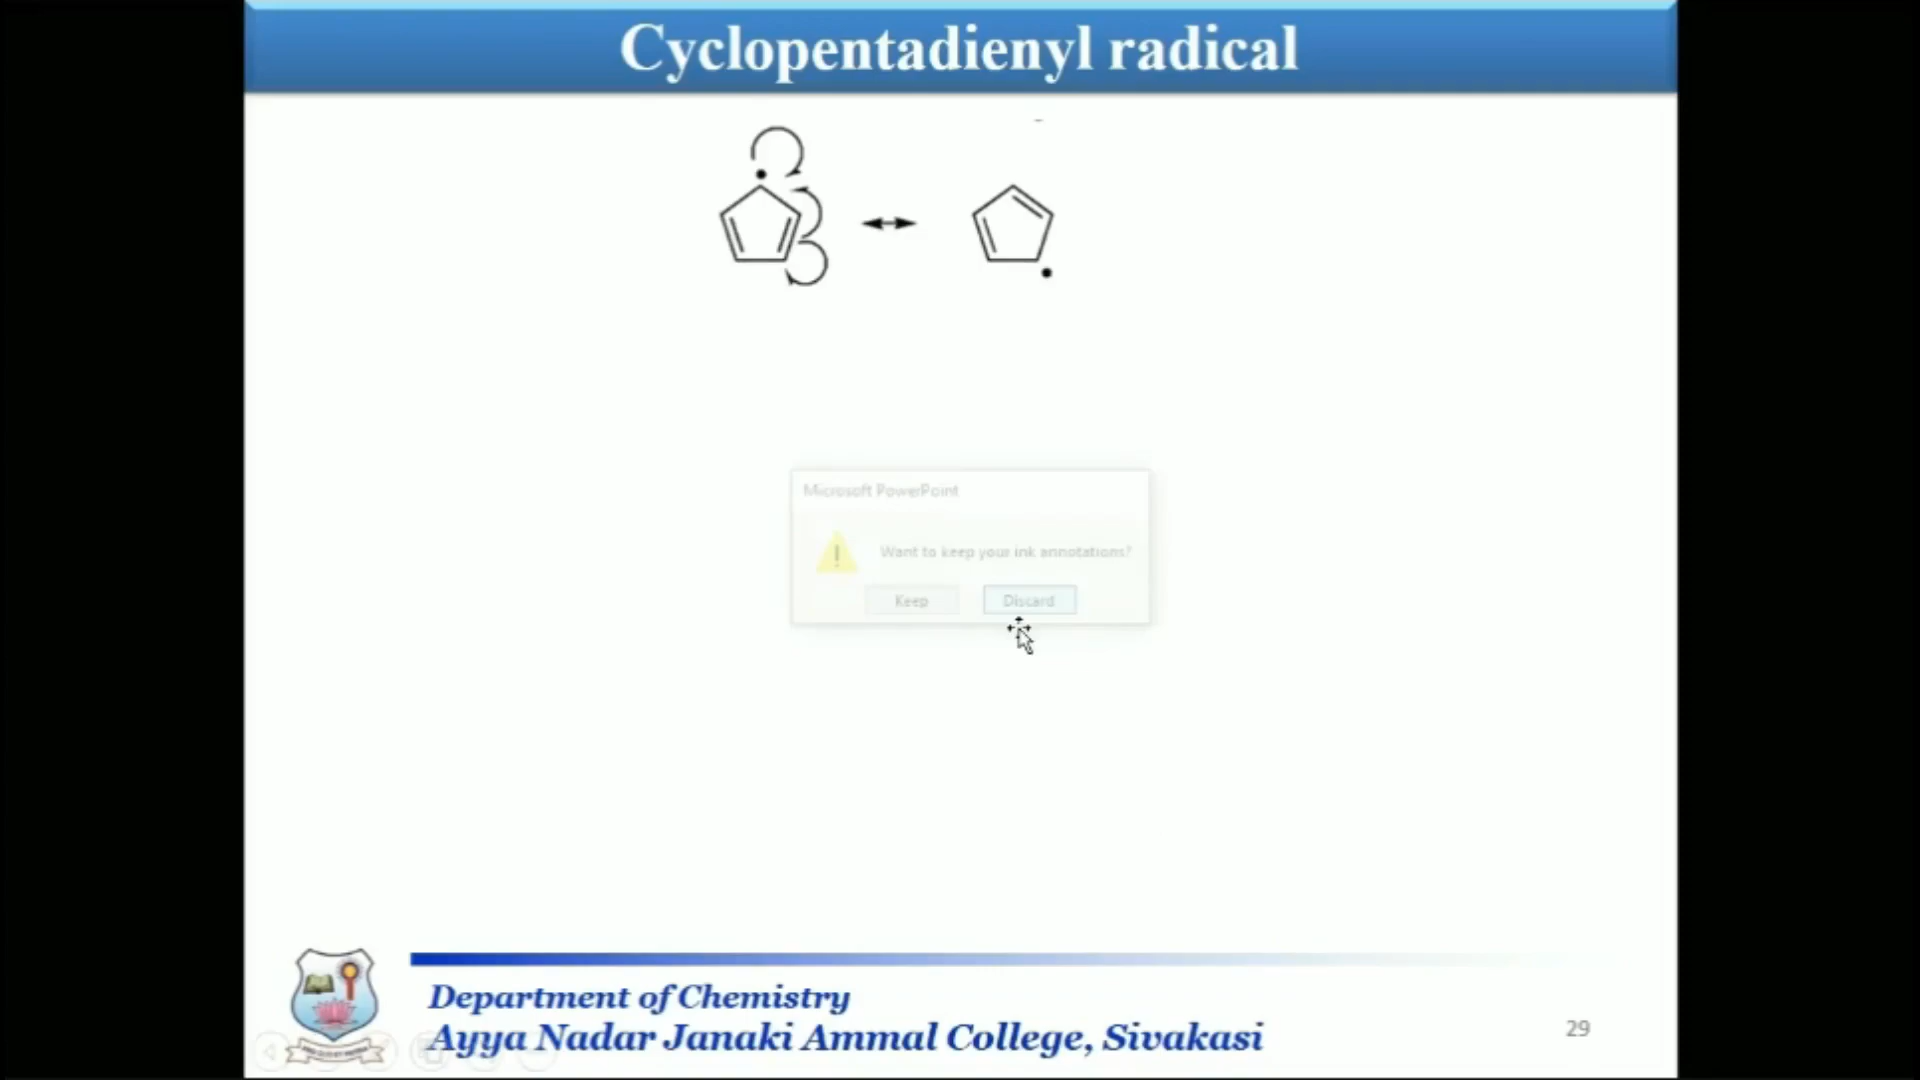 Cyclopentadienyl radical
Microsoft PowerPoint
Want to keep your ink annotations?
Keep
Discard
Department of Chemistry
Ayya Nadar Janaki Ammal College, Sivakasi
29